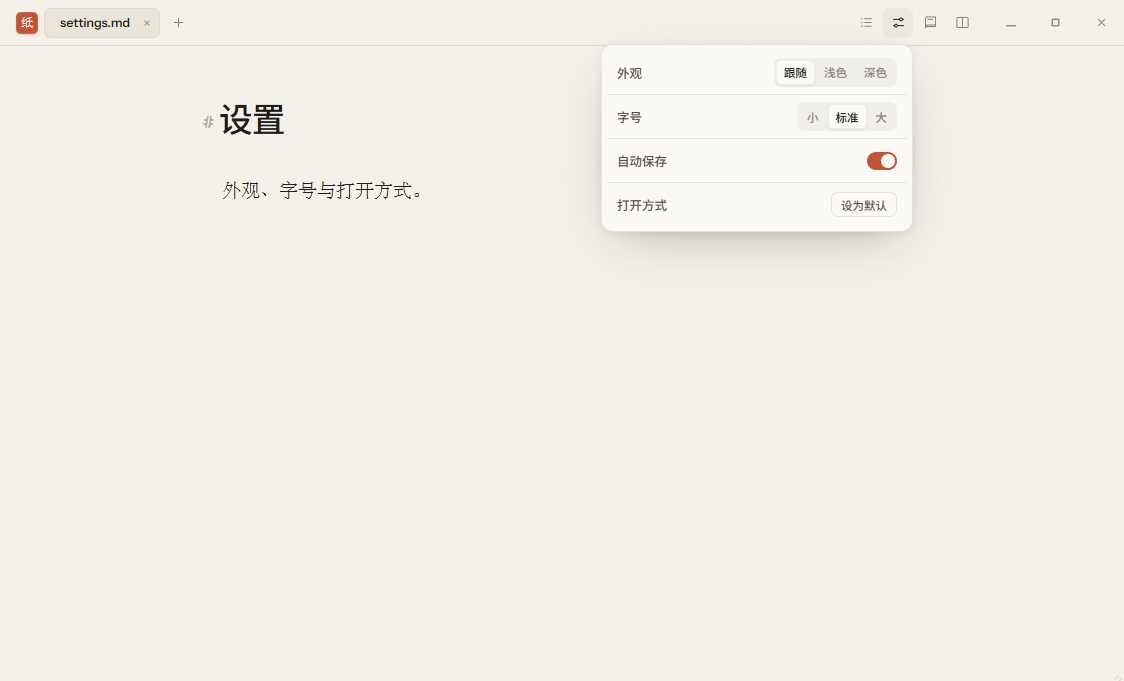 纸 settings.md
# 设置
外观、字号与打开方式。
外观 跟随 浅色 深色
字号 小 标准 大
自动保存
打开方式 设为默认